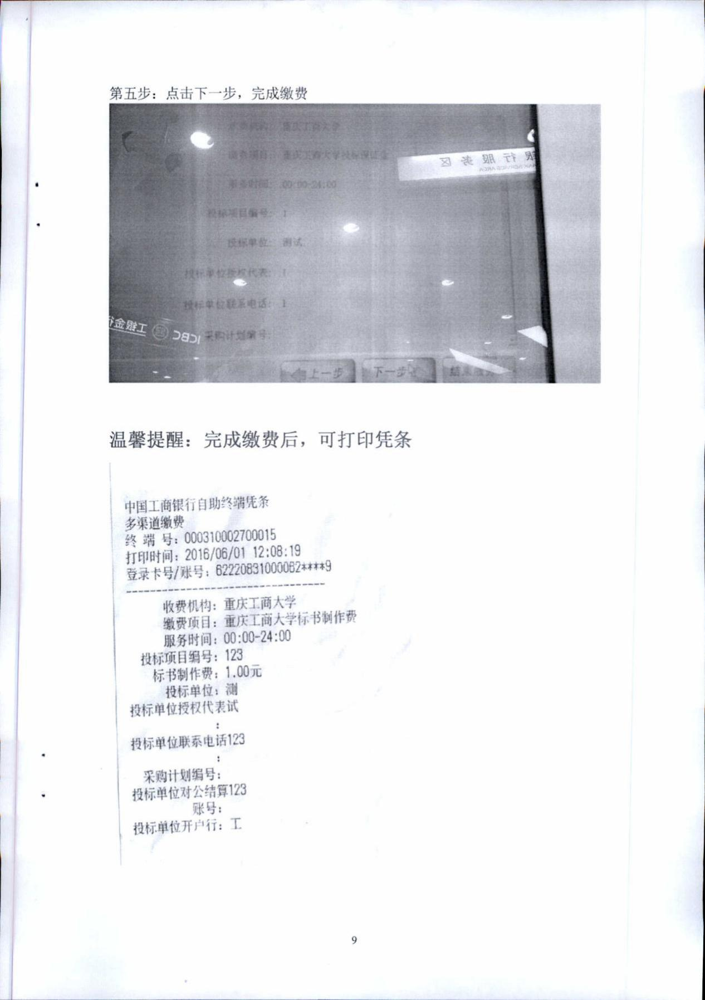 第五步：点击下一步，完成缴费
收费机构：重庆工商大学
缴费项目：重庆工商大学投标保证金
服务时间：00:00-24:00
投标项目编号：1
投标单位：测试
投标单位授权代表：1
投标单位联系电话：1
采购计划编号：
银行服务区
BANK SERVICE AREA
ICBC 工银金行
上一步
下一步
结束服务
温馨提醒：完成缴费后，可打印凭条
中国工商银行自助终端凭条
多渠道缴费
终 端 号：000310002700015
打印时间：2016/06/01 12:08:19
登录卡号/账号：62220831000062****9
--------------------------------
收费机构：重庆工商大学
缴费项目：重庆工商大学标书制作费
服务时间：00:00-24:00
投标项目编号：123
标书制作费：1.00元
投标单位：测
投标单位授权代表试
：
投标单位联系电话123
：
采购计划编号：
投标单位对公结算123
账号：
投标单位开户行：工
9